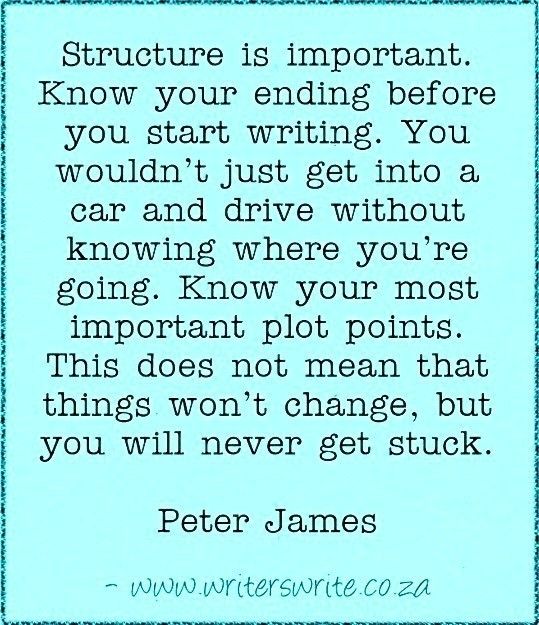 Structure is important.
Know your ending before
you start writing. You
wouldn't just get into a
car and drive without
knowing where you're
going. Know your most
important plot points.
This does not mean that
things won't change, but
you will never get stuck.
Peter James
- www.writerswrite.co.za